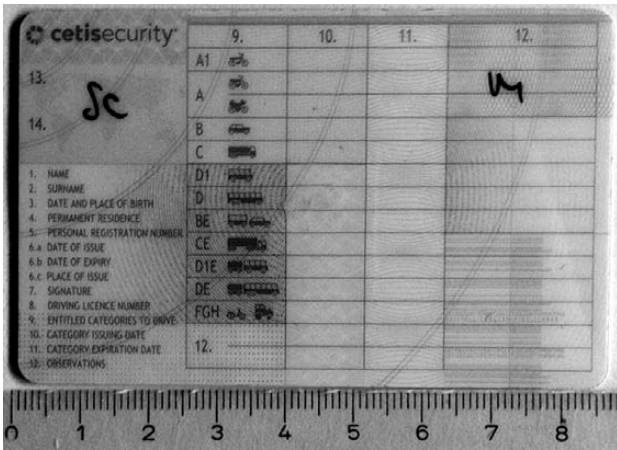 cetis security
9. 10. 11. 12.
13.
14.
A1
A
B
C
D1
D
BE
CE
D1E
DE
FGH
12.
1. NAME
2. SURNAME
3. DATE AND PLACE OF BIRTH
4. PERMANENT RESIDENCE
5. PERSONAL REGISTRATION NUMBER
6.a DATE OF ISSUE
6.b DATE OF EXPIRY
6.c PLACE OF ISSUE
7. SIGNATURE
8. DRIVING LICENCE NUMBER
9. ENTITLED CATEGORIES TO DRIVE
10. CATEGORY ISSUING DATE
11. CATEGORY EXPIRATION DATE
12. OBSERVATIONS
0 1 2 3 4 5 6 7 8